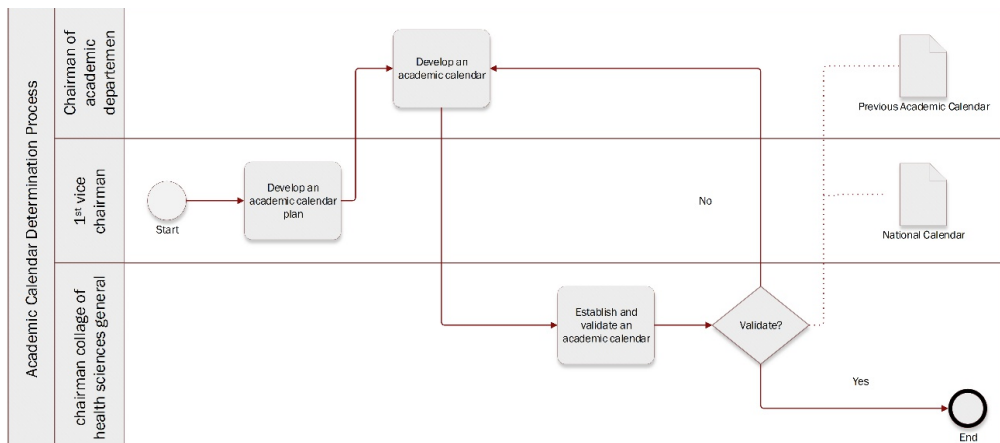 Academic Calendar Determination Process
Chairman of
academic
departemen
Develop an
academic calendar
Previous Academic Calendar
1st vice
chairman
Start
Develop an
academic calendar
plan
No
National Calendar
chairman collage of
health sciences general
Establish and
validate an
academic calendar
Validate?
Yes
End